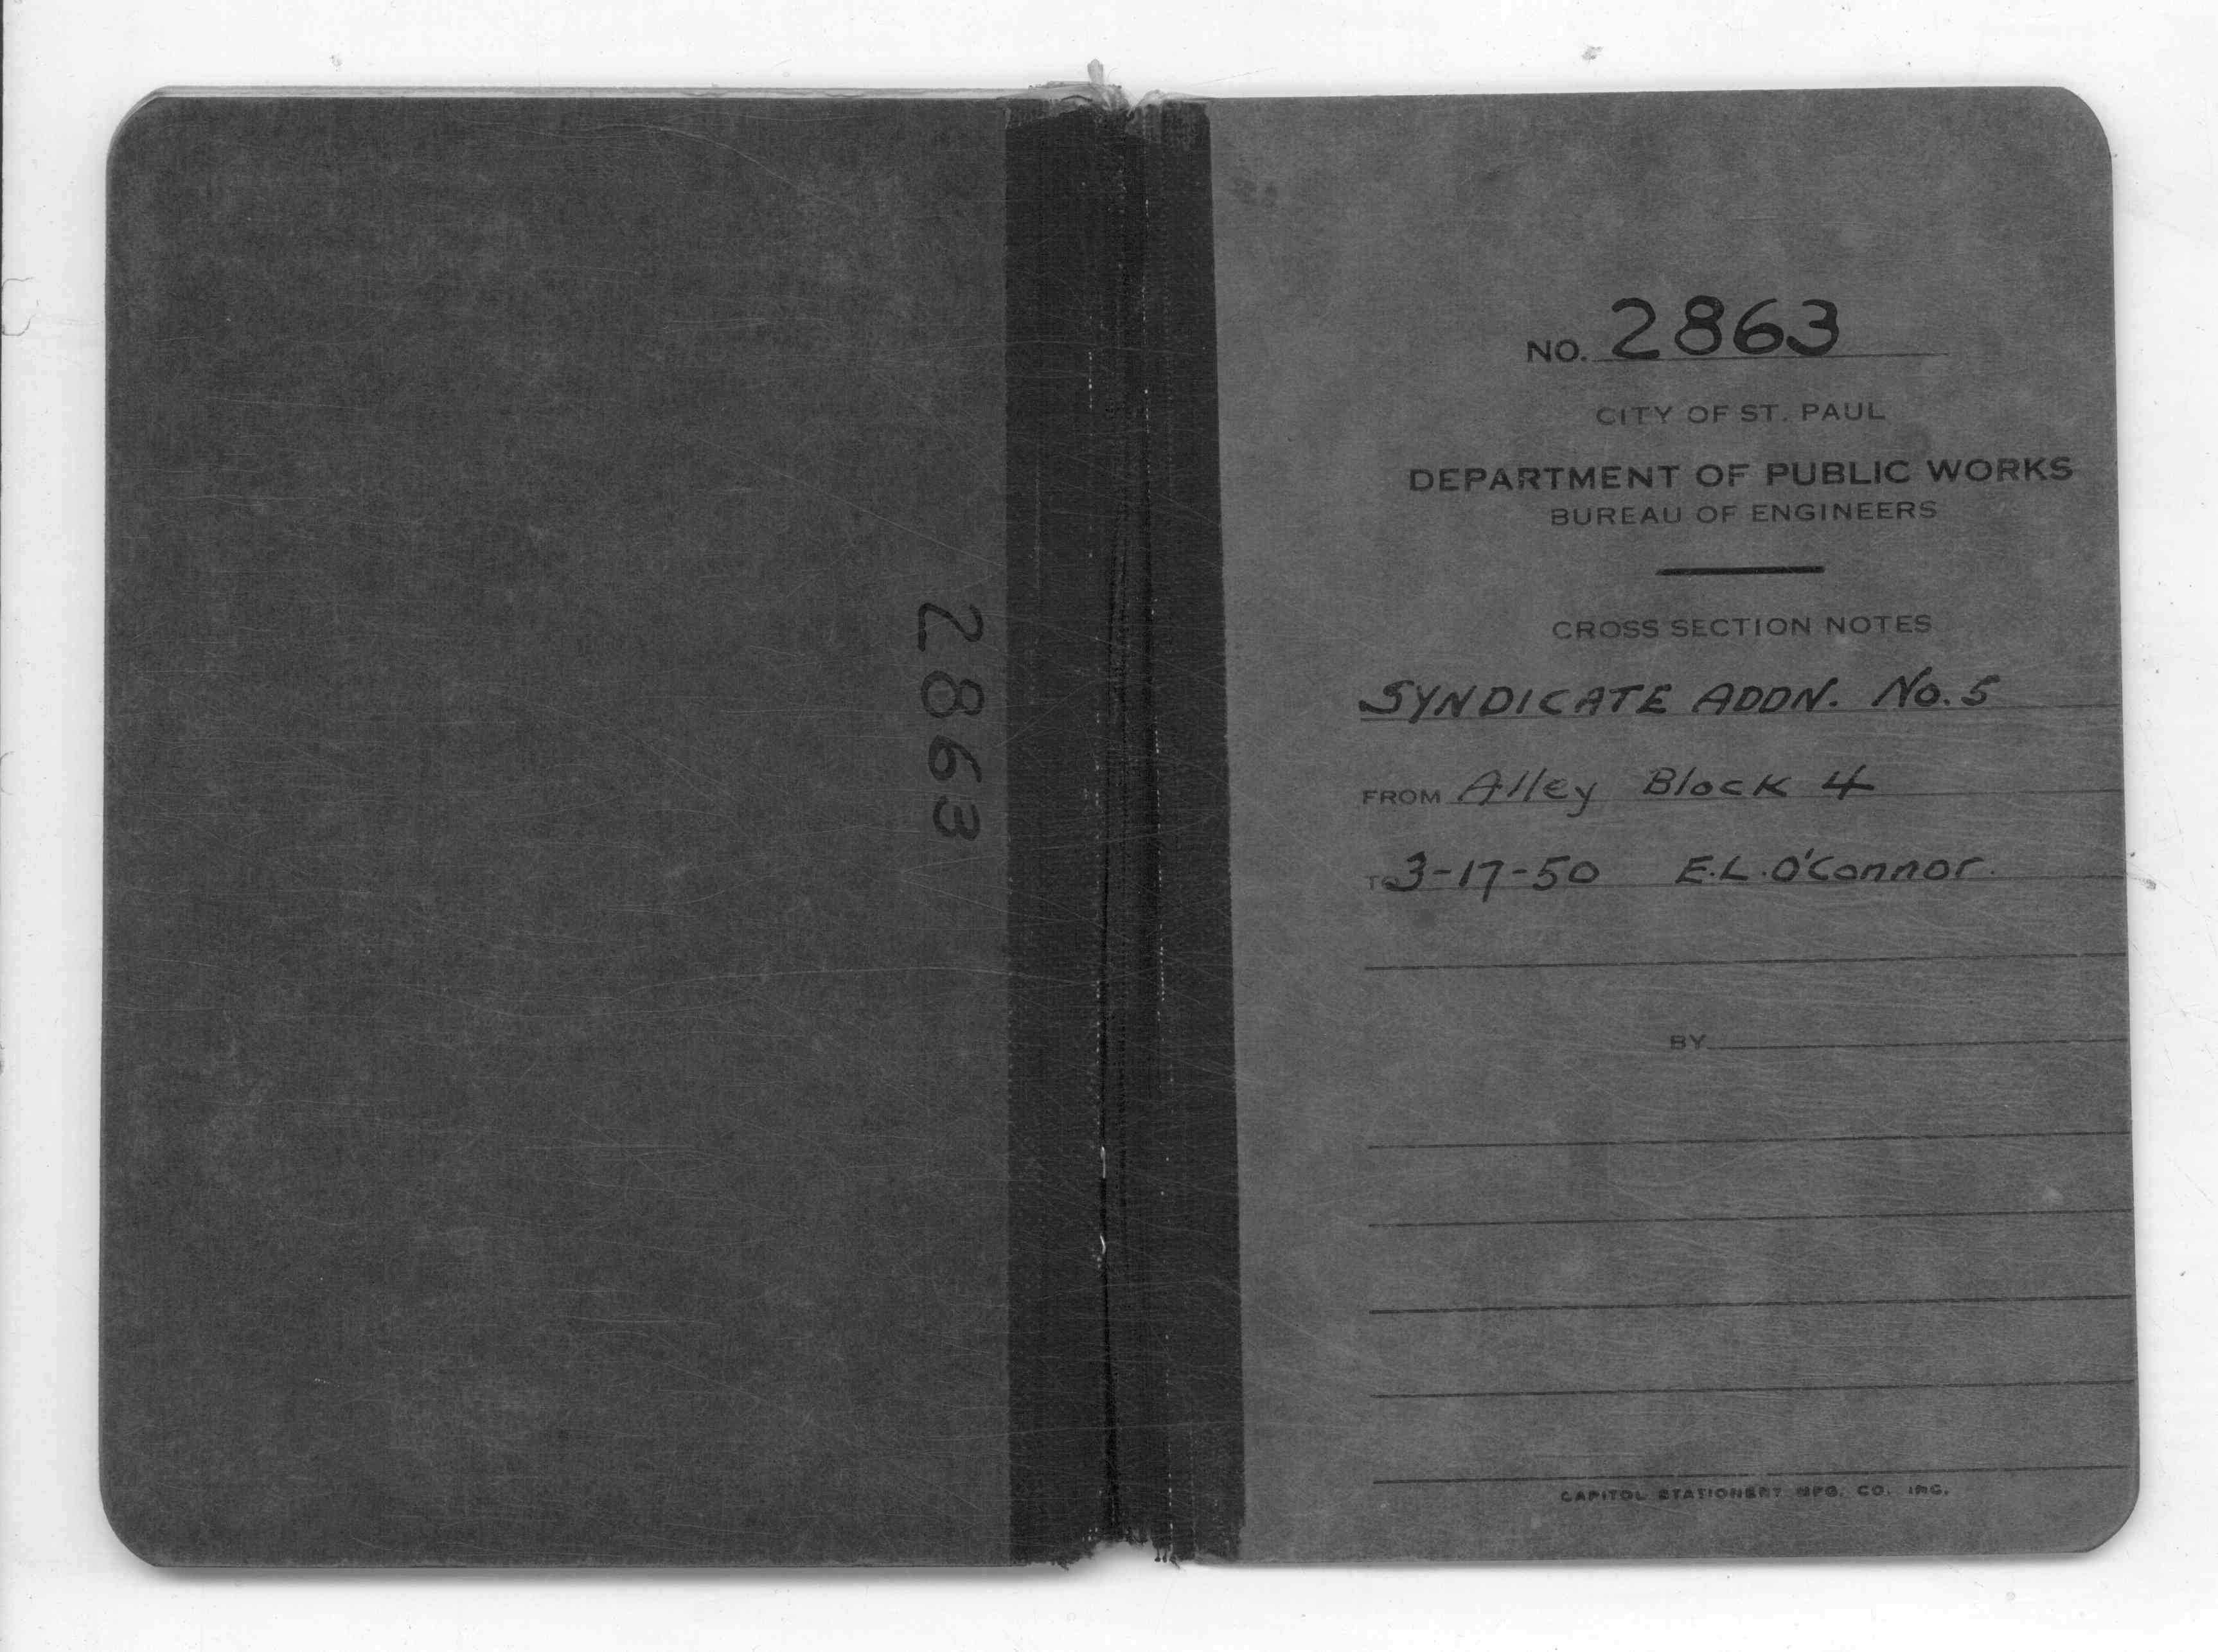 2863
NO. 2863
CITY OF ST. PAUL
DEPARTMENT OF PUBLIC WORKS
BUREAU OF ENGINEERS
CROSS SECTION NOTES
SYNDICATE ADDN. No. 5
FROM Alley Block 4
TO 3-17-50 E.L. O'Connor.
BY
CAPITOL STATIONERY MFG. CO. INC.